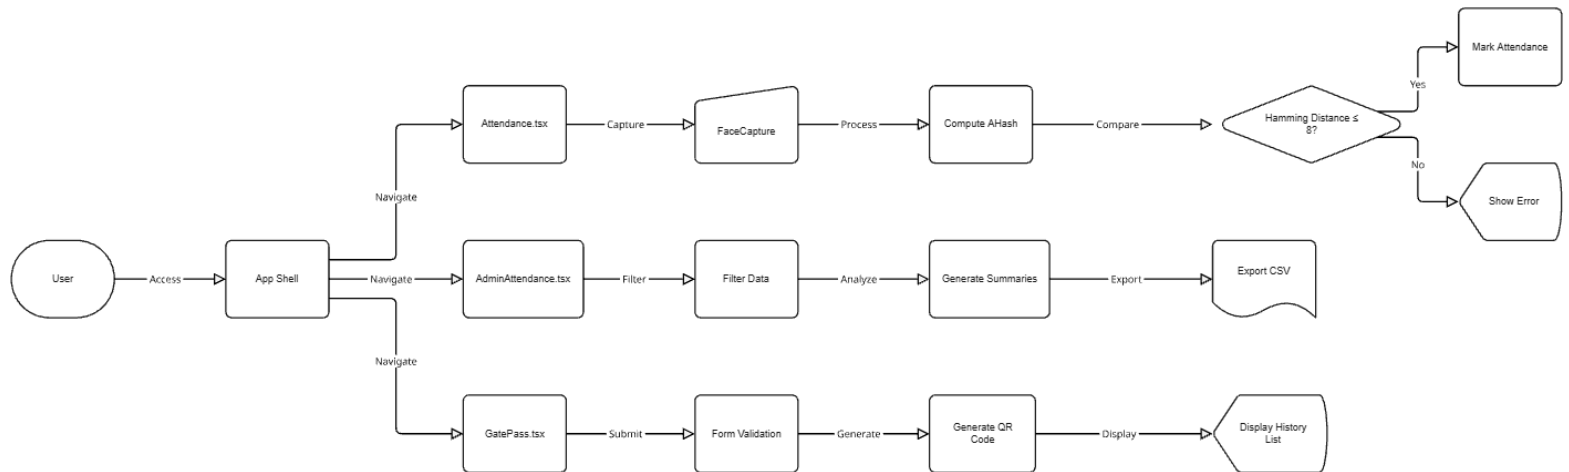 Mark Attendance
Yes
Attendance.tsx
Capture
FaceCapture
Process
Compute AHash
Compare
Hamming Distance ≤
8?
No
Navigate
Show Error
User
Access
App Shell
Navigate
AdminAttendance.tsx
Filter
Filter Data
Analyze
Generate Summaries
Export
Export CSV
Navigate
GatePass.tsx
Submit
Form Validation
Generate
Generate QR
Code
Display
Display History
List